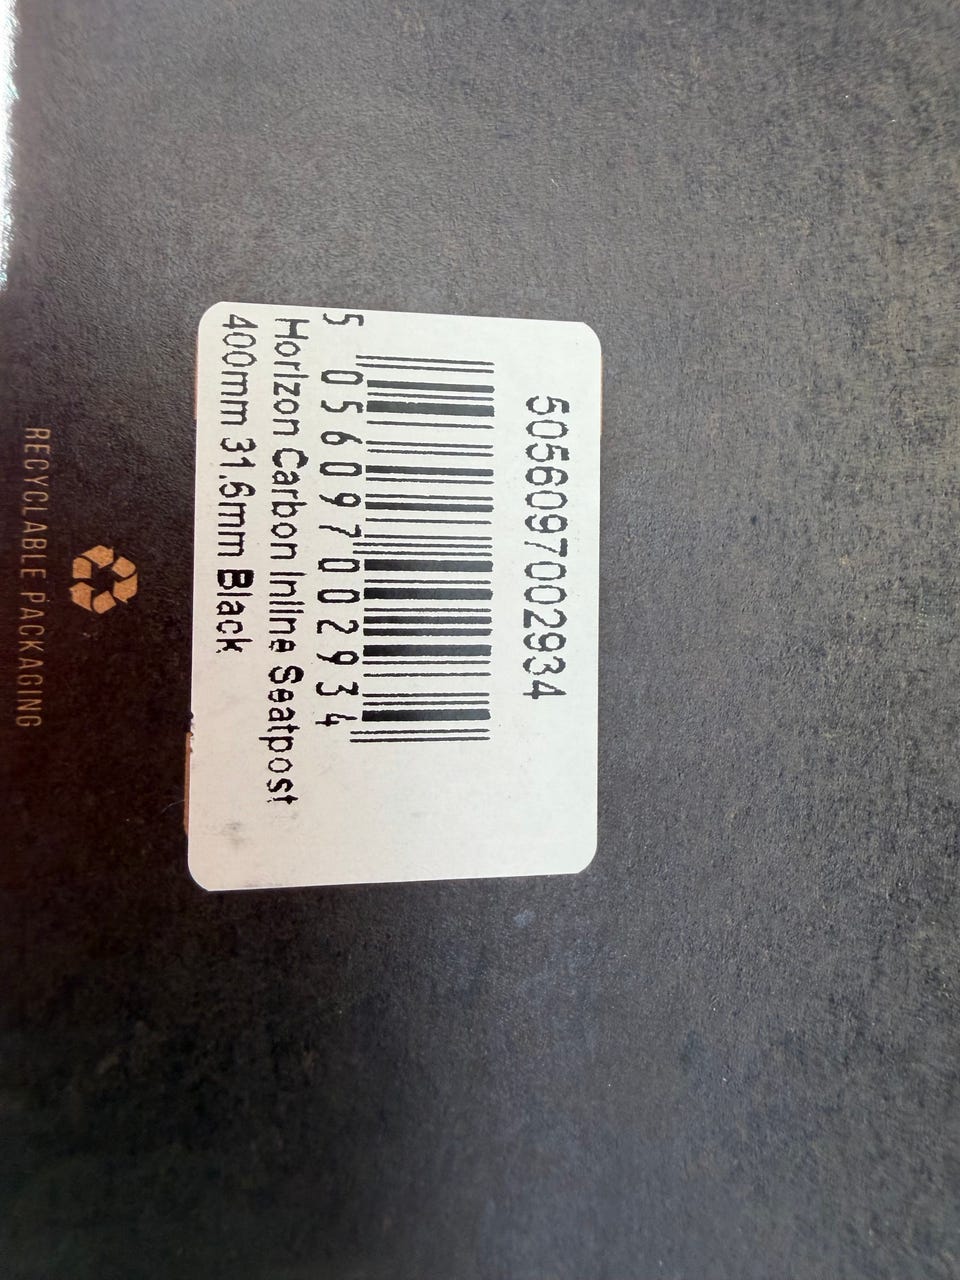 5056097002934
5 056097 002934
Horizon Carbon Inline Seatpost
400mm 31.6mm Black
RECYCLABLE PACKAGING